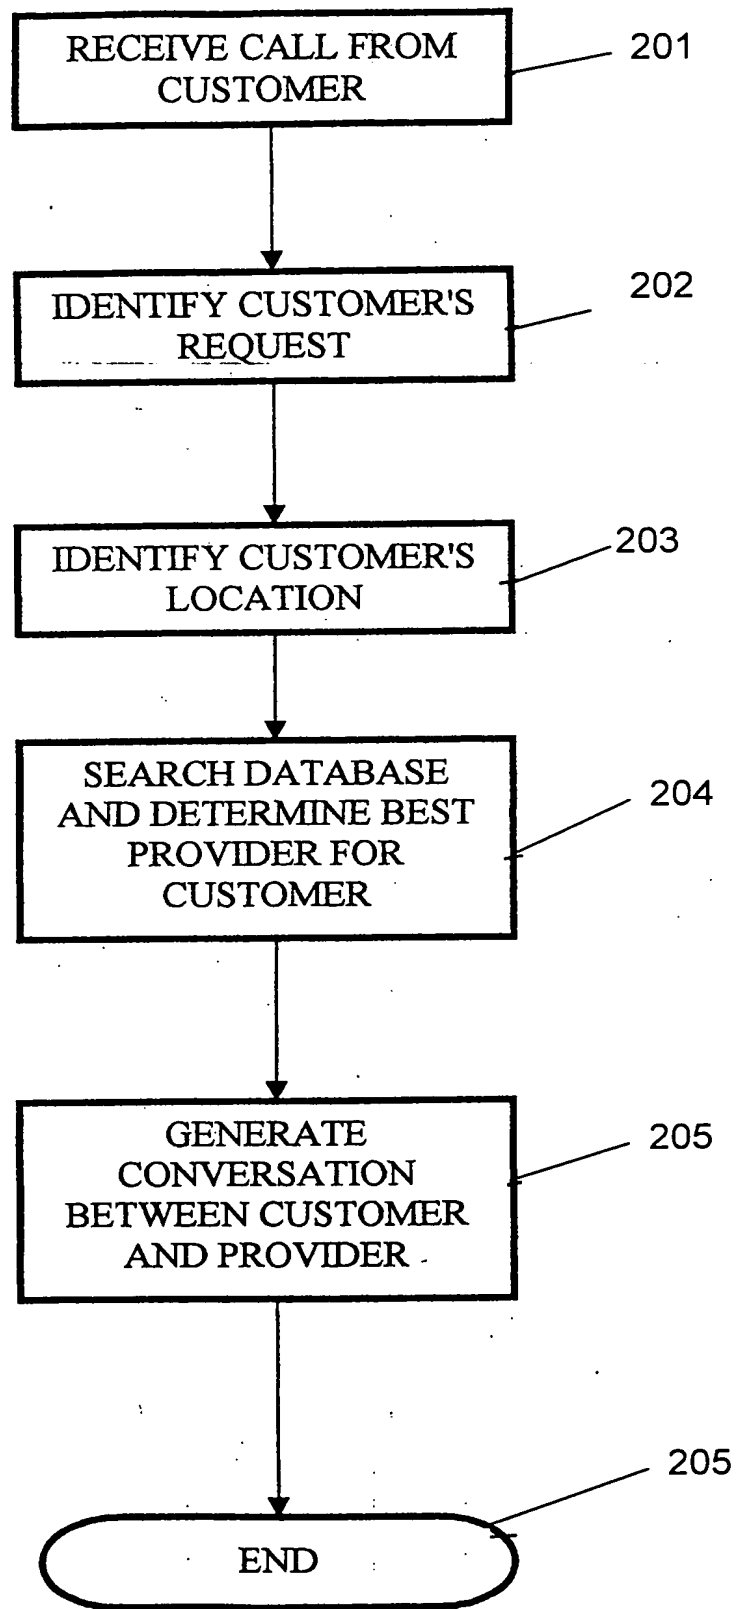 RECEIVE CALL FROM
CUSTOMER
201
IDENTIFY CUSTOMER'S
REQUEST
202
IDENTIFY CUSTOMER'S
LOCATION
203
SEARCH DATABASE
AND DETERMINE BEST
PROVIDER FOR
CUSTOMER
204
GENERATE
CONVERSATION
BETWEEN CUSTOMER
AND PROVIDER
205
END
205